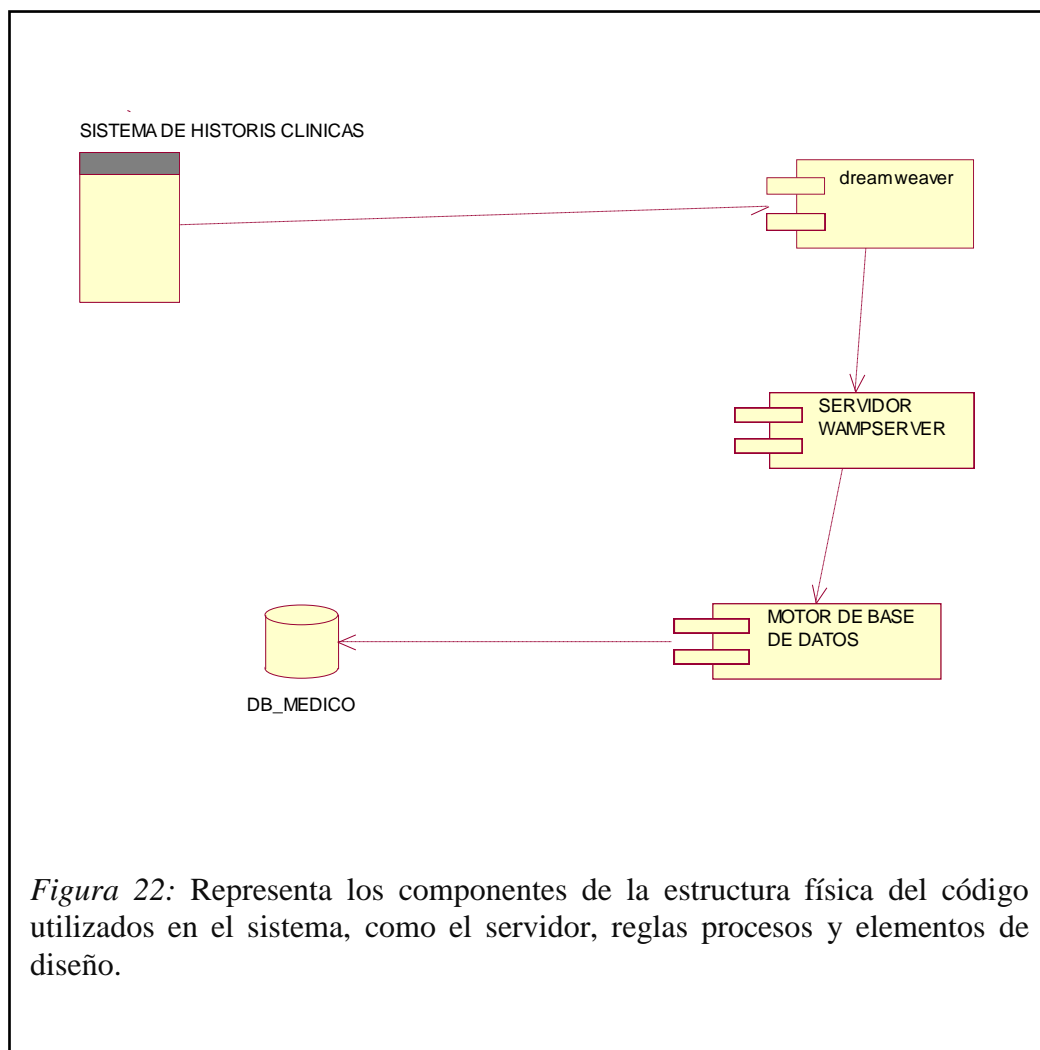 SISTEMA DE HISTORIS CLINICAS
dreamweaver
SERVIDOR
WAMPSERVER
MOTOR DE BASE
DE DATOS
DB_MEDICO
Figura 22: Representa los componentes de la estructura física del código
utilizados en el sistema, como el servidor, reglas procesos y elementos de
diseño.